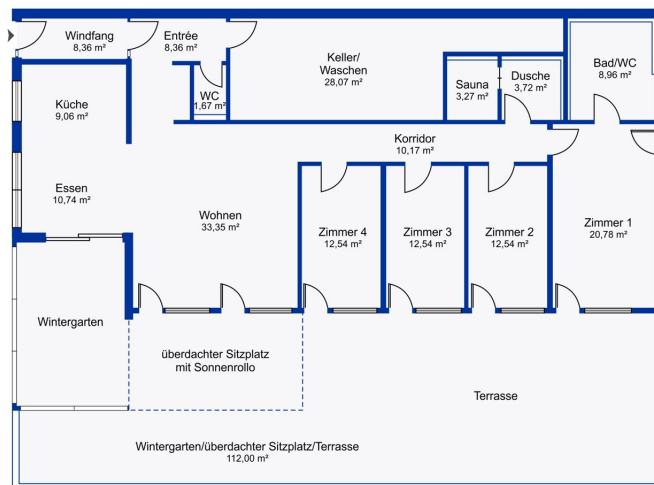 Windfang
8,36 m²
Entrée
8,36 m²
Keller/
Waschen
28,07 m²
Bad/WC
8,96 m²
Sauna
3,27 m²
Dusche
3,72 m²
WC
1,67 m²
Küche
9,06 m²
Korridor
10,17 m²
Essen
10,74 m²
Wohnen
33,35 m²
Zimmer 4
12,54 m²
Zimmer 3
12,54 m²
Zimmer 2
12,54 m²
Zimmer 1
20,78 m²
Wintergarten
überdachter Sitzplatz
mit Sonnenrollo
Terrasse
Wintergarten/überdachter Sitzplatz/Terrasse
112,00 m²